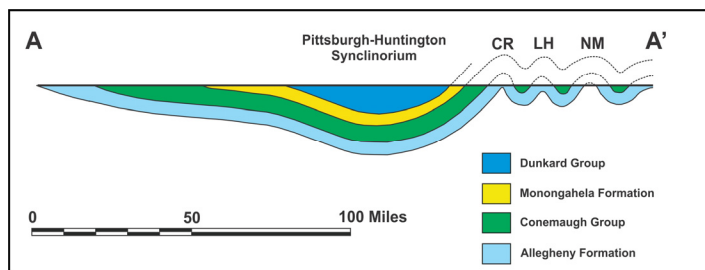 A
Pittsburgh-Huntington
Synclinorium
CR
LH
NM
A’
Dunkard Group
Monongahela Formation
Conemaugh Group
Allegheny Formation
0
50
100 Miles